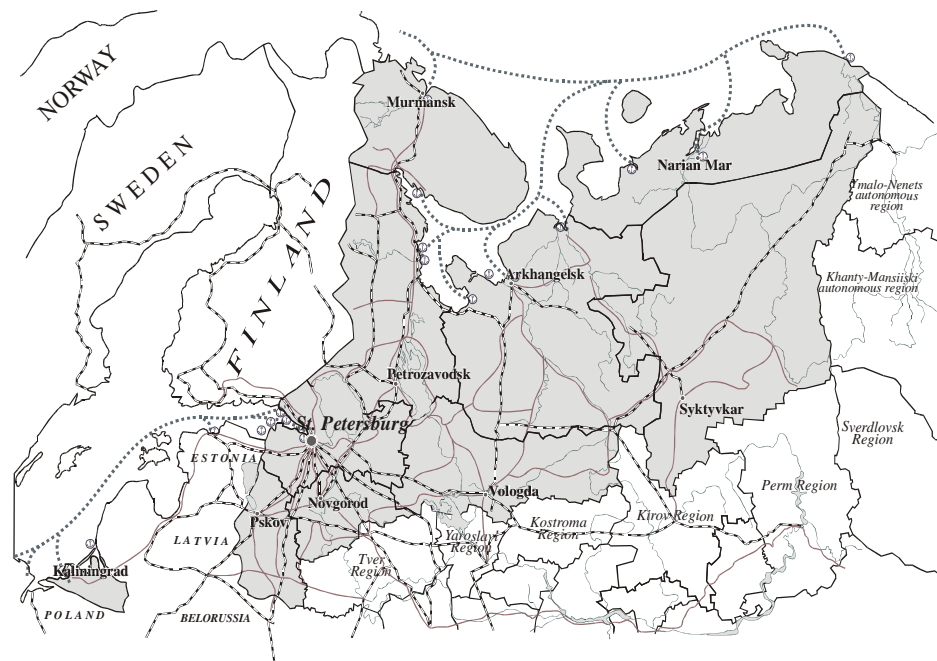 NORWAY
Murmansk
SWEDEN
Narian Mar
Ymalo-Nenets
autonomous
region
FINLAND
Arkhangelsk
Khanty-Mansiiski
autonomous region
Petrozavodsk
Syktyvkar
St. Petersburg
Sverdlovsk
Region
ESTONIA
Perm Region
Vologda
Novgorod
Pskov
Kostroma
Region
Kirov Region
LATVIA
Yaroslavl
Region
Tver
Region
Kaliningrad
POLAND
BELORUSSIA